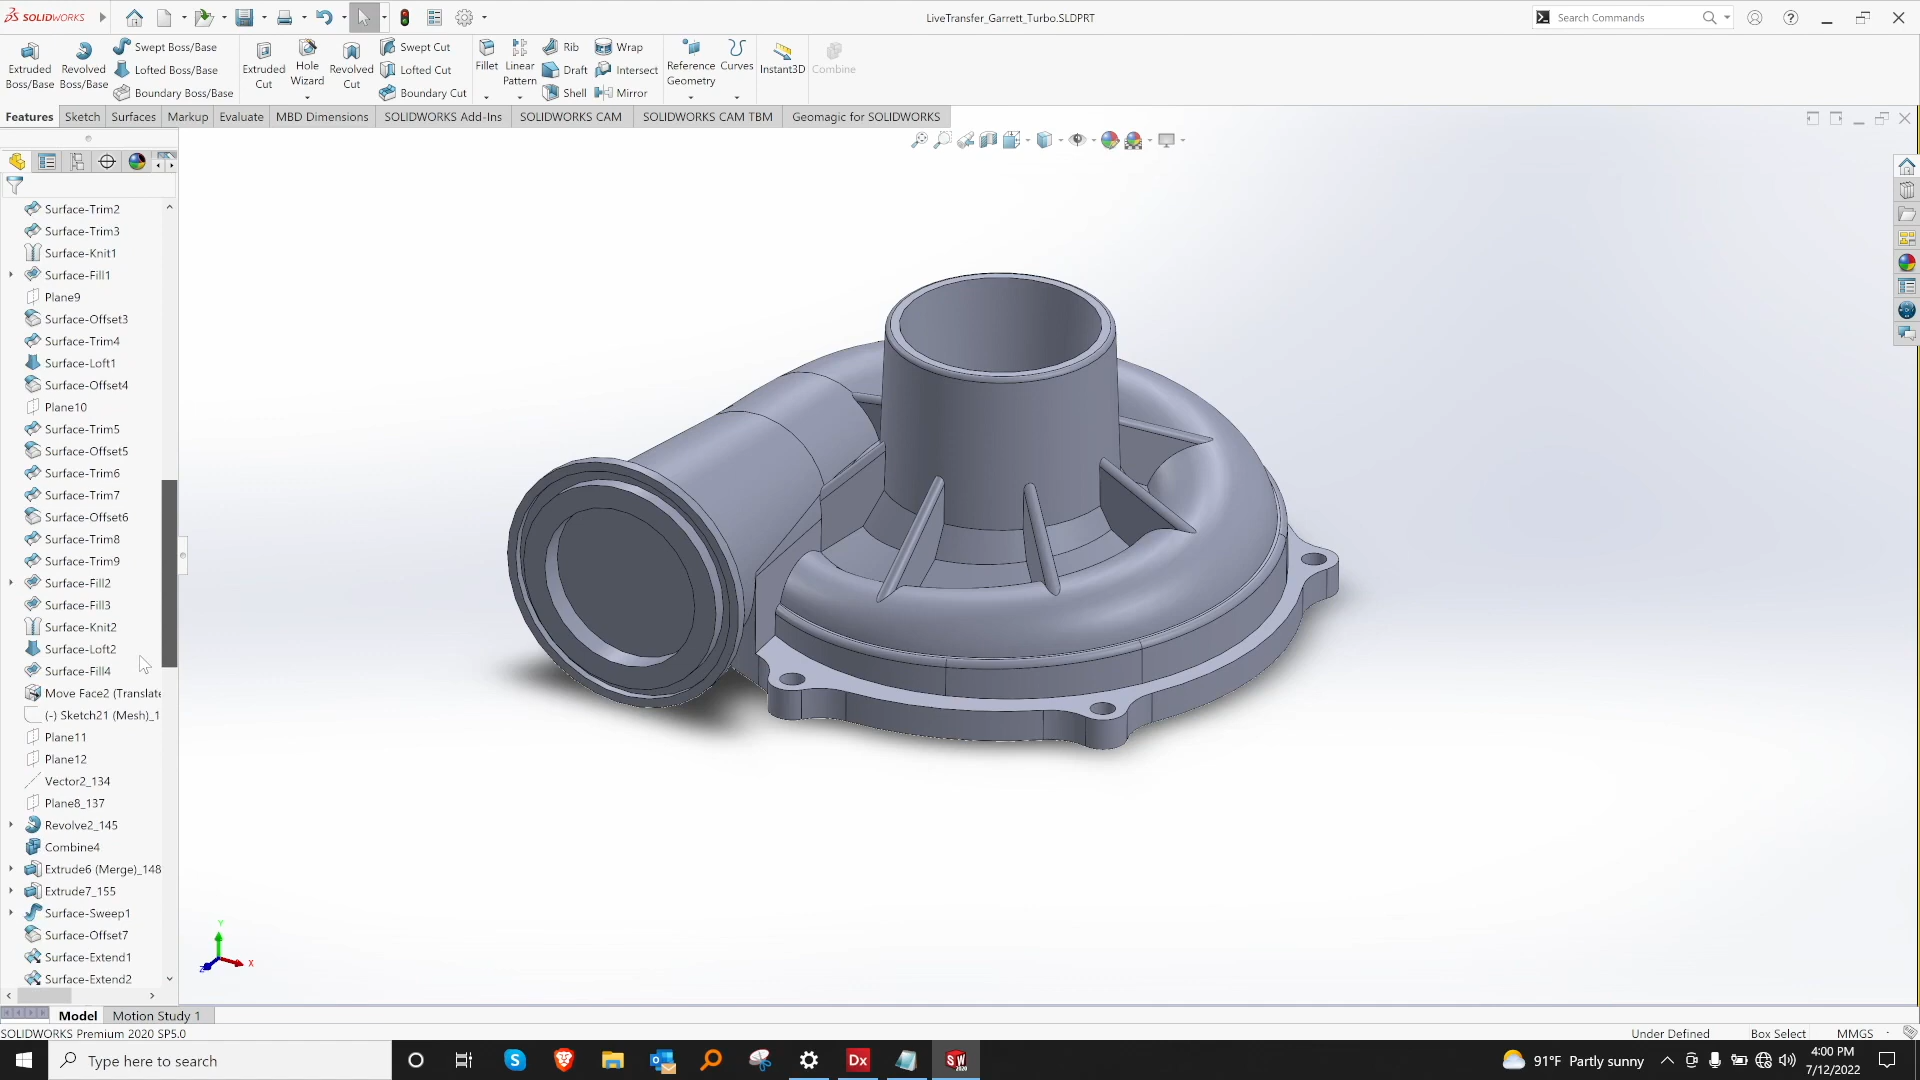 SOLIDWORKS
LiveTransfer_Garrett_Turbo.SLDPRT
Search Commands
Extruded Boss/Base
Revolved Boss/Base
Swept Boss/Base
Lofted Boss/Base
Boundary Boss/Base
Extruded Cut
Hole Wizard
Revolved Cut
Swept Cut
Lofted Cut
Boundary Cut
Fillet
Linear Pattern
Rib
Draft
Shell
Wrap
Intersect
Mirror
Reference Geometry
Curves
Instant3D
Combine
Features
Sketch
Surfaces
Markup
Evaluate
MBD Dimensions
SOLIDWORKS Add-Ins
SOLIDWORKS CAM
SOLIDWORKS CAM TBM
Geomagic for SOLIDWORKS
Surface-Trim2
Surface-Trim3
Surface-Knit1
Surface-Fill1
Plane9
Surface-Offset3
Surface-Trim4
Surface-Loft1
Surface-Offset4
Plane10
Surface-Trim5
Surface-Offset5
Surface-Trim6
Surface-Trim7
Surface-Offset6
Surface-Trim8
Surface-Trim9
Surface-Fill2
Surface-Fill3
Surface-Knit2
Surface-Loft2
Surface-Fill4
Move Face2 (Translate
(-) Sketch21 (Mesh)_1
Plane11
Plane12
Vector2_134
Plane8_137
Revolve2_145
Combine4
Extrude6 (Merge)_148
Extrude7_155
Surface-Sweep1
Surface-Offset7
Surface-Extend1
Surface-Extend2
Y
X
Z
Model
Motion Study 1
SOLIDWORKS Premium 2020 SP5.0
Under Defined
Box Select
MMGS
Type here to search
S
Dx
SW
2020
91°F Partly sunny
4:00 PM
7/12/2022